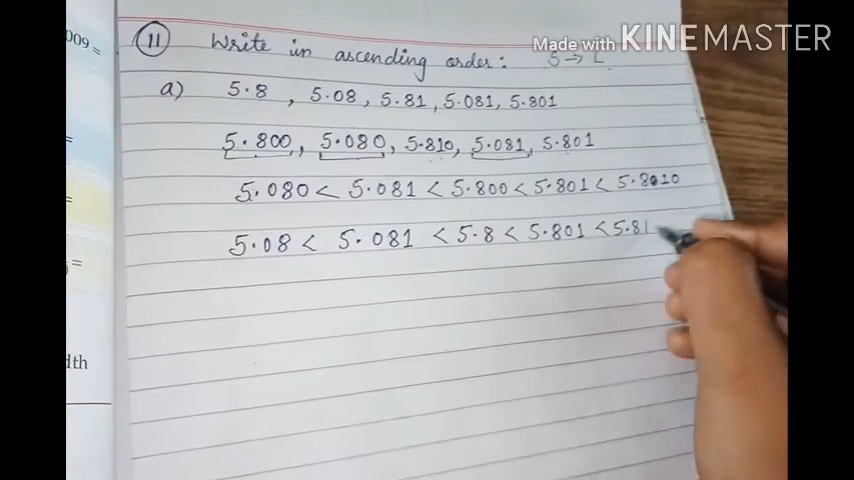 009 =
=
=
=
dth
Made with KINEMASTER
11 Write in ascending order: S → L
a) 5.8 , 5.08 , 5.81 , 5.081, 5.801
5.800 , 5.080 , 5.810 , 5.081 , 5.801
5.080 < 5.081 < 5.800 < 5.801 < 5.810
5.08 < 5.081 < 5.8 < 5.801 < 5.81